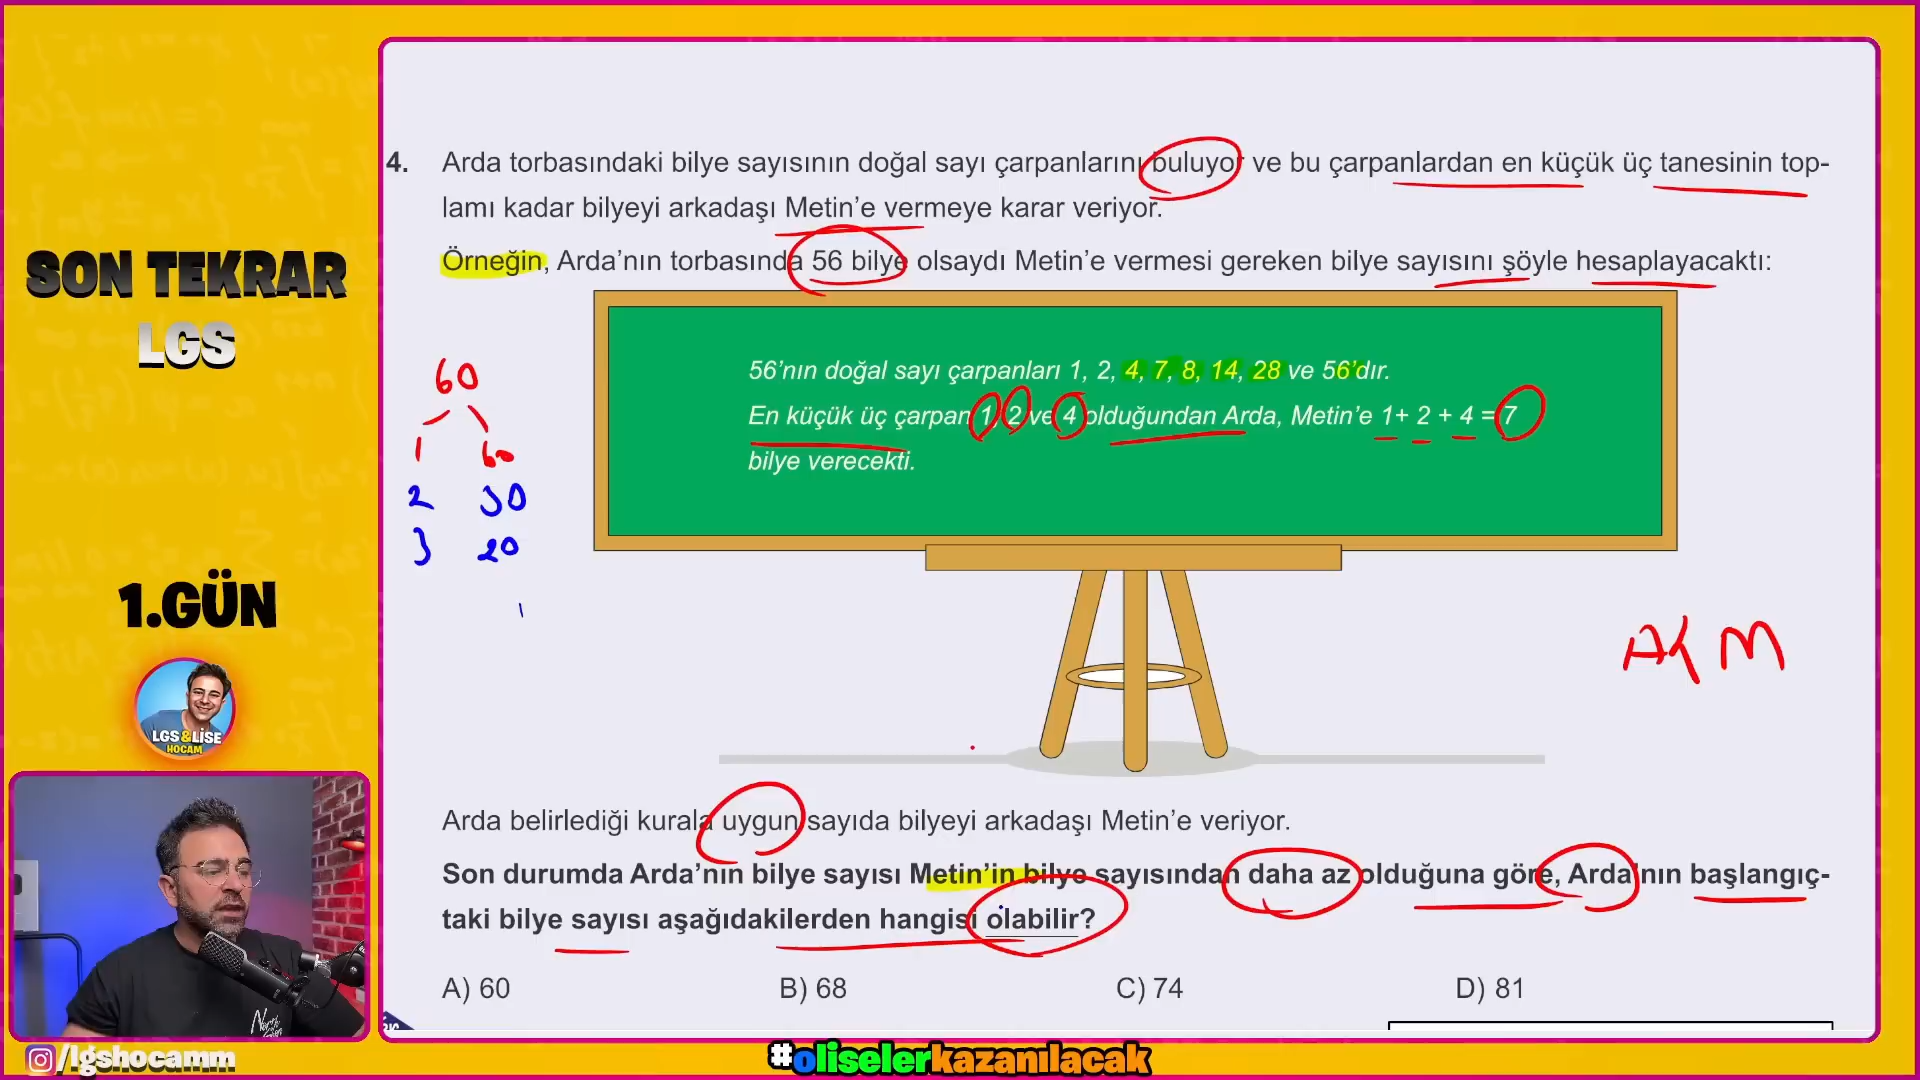 SON TEKRAR
LGS
1.GÜN
LGS&LİSE
HOCAM
/lgshocamm
4. Arda torbasındaki bilye sayısının doğal sayı çarpanlarını buluyor ve bu çarpanlardan en küçük üç tanesinin top-
lamı kadar bilyeyi arkadaşı Metin’e vermeye karar veriyor.
Örneğin, Arda’nın torbasında 56 bilye olsaydı Metin’e vermesi gereken bilye sayısını şöyle hesaplayacaktı:
56’nın doğal sayı çarpanları 1, 2, 4, 7, 8, 14, 28 ve 56’dır.
En küçük üç çarpan 1, 2 ve 4 olduğundan Arda, Metin’e 1+ 2 + 4 = 7
bilye verecekti.
60
1 60
2 30
3 20
A< M
Arda belirlediği kurala uygun sayıda bilyeyi arkadaşı Metin’e veriyor.
Son durumda Arda’nın bilye sayısı Metin’in bilye sayısından daha az olduğuna göre, Arda’nın başlangıç-
taki bilye sayısı aşağıdakilerden hangisi olabilir?
A) 60 B) 68 C) 74 D) 81
#oliselerkazanılacak